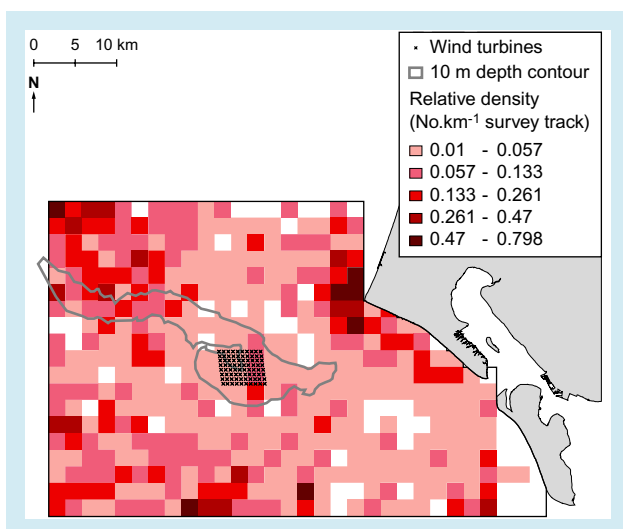 0 5 10 km
N
Wind turbines
10 m depth contour
Relative density
(No.km-1 survey track)
0.01 - 0.057
0.057 - 0.133
0.133 - 0.261
0.261 - 0.47
0.47 - 0.798